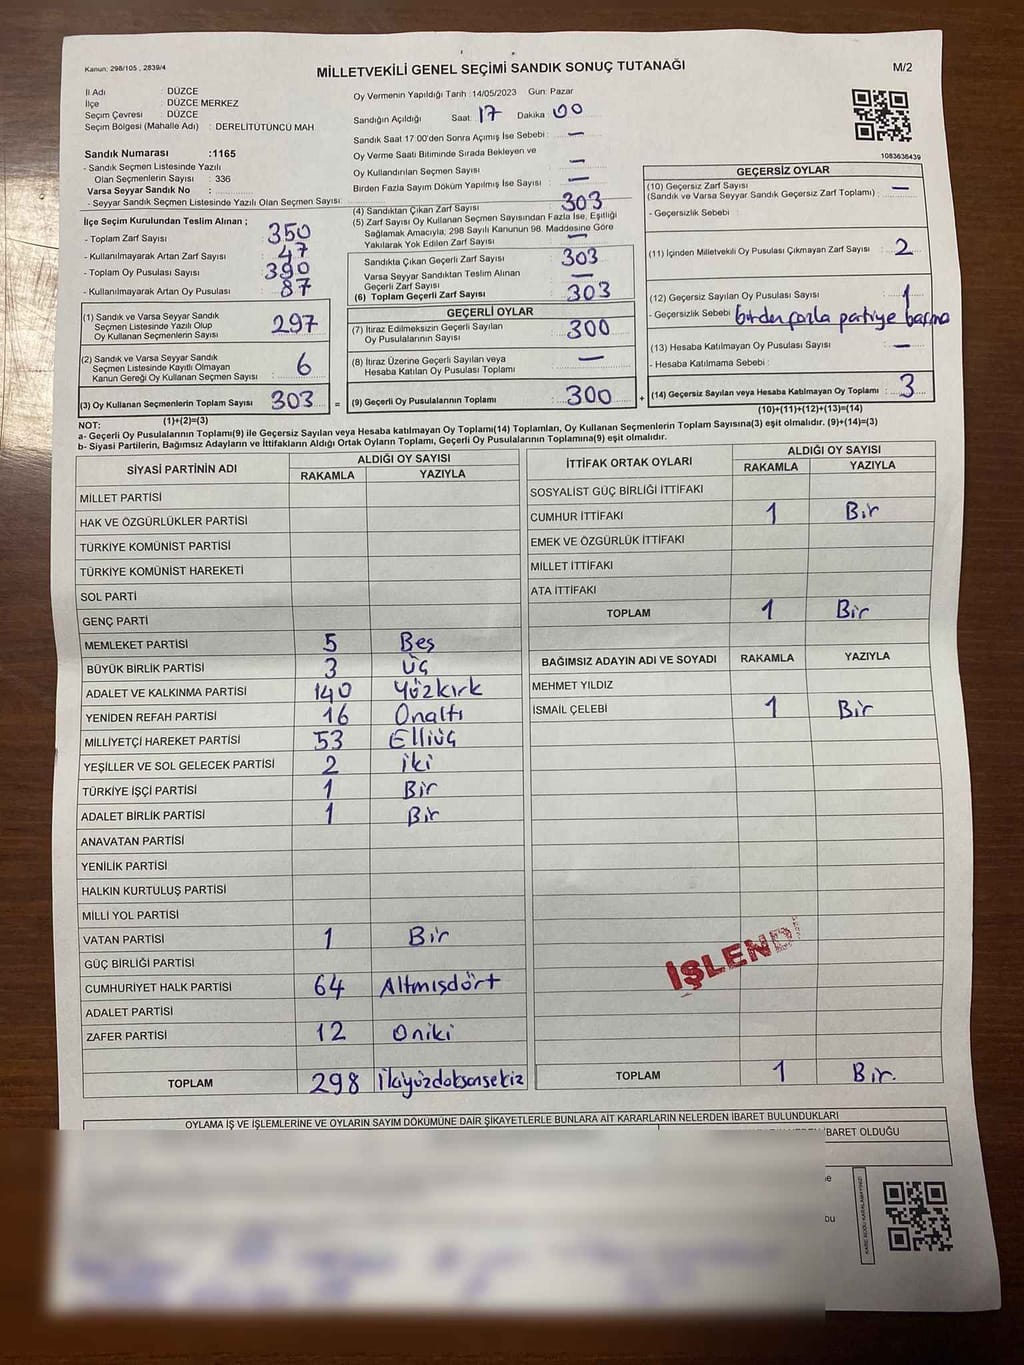 Kanun: 298/105 , 2839/4
MİLLETVEKİLİ GENEL SEÇİMİ SANDIK SONUÇ TUTANAĞI
M/2
İl Adı : DÜZCE
İlçe : DÜZCE MERKEZ
Seçim Çevresi : DÜZCE
Seçim Bölgesi (Mahalle Adı) : DERELİTÜTÜNCÜ MAH
Oy Vermenin Yapıldığı Tarih :14/05/2023 Gün: Pazar
Sandığın Açıldığı Saat: 17 Dakika 00
Sandık Saat 17:00'den Sonra Açımış İse Sebebi : —
Oy Verme Saati Bitiminde Sırada Bekleyen ve
Oy Kullandırılan Seçmen Sayısı : —
Birden Fazla Sayım Döküm Yapılmış İse Sayısı : —
1083636439
Sandık Numarası :1165
- Sandık Seçmen Listesinde Yazılı
Olan Seçmenlerin Sayısı : 336
Varsa Seyyar Sandık No :
- Seyyar Sandık Seçmen Listesinde Yazılı Olan Seçmen Sayısı:
İlçe Seçim Kurulundan Teslim Alınan ;
- Toplam Zarf Sayısı : 350
- Kullanılmayarak Artan Zarf Sayısı : 47
- Toplam Oy Pusulası Sayısı : 390
- Kullanılmayarak Artan Oy Pusulası : 87
(1) Sandık ve Varsa Seyyar Sandık
Seçmen Listesinde Yazılı Olup
Oy Kullanan Seçmenlerin Sayısı : 297
(2) Sandık ve Varsa Seyyar Sandık
Seçmen Listesinde Kayıtlı Olmayan
Kanun Gereği Oy Kullanan Seçmen Sayısı : 6
(3) Oy Kullanan Seçmenlerin Toplam Sayısı : 303 =
(1)+(2)=(3)
(4) Sandıktan Çıkan Zarf Sayısı : 303
(5) Zarf Sayısı Oy Kullanan Seçmen Sayısından Fazla İse, Eşitliği
Sağlamak Amacıyla; 298 Sayılı Kanunun 98. Maddesine Göre
Yakılarak Yok Edilen Zarf Sayısı : —
Sandıkta Çıkan Geçerli Zarf Sayısı : 303
Varsa Seyyar Sandıktan Teslim Alınan
Geçerli Zarf Sayısı : —
(6) Toplam Geçerli Zarf Sayısı : 303
GEÇERLİ OYLAR
(7) İtiraz Edilmeksizin Geçerli Sayılan
Oy Pusulalarının Sayısı : 300
(8) İtiraz Üzerine Geçerli Sayılan veya
Hesaba Katılan Oy Pusulası Toplamı : —
(9) Geçerli Oy Pusulalarının Toplamı : 300 +
GEÇERSİZ OYLAR
(10) Geçersiz Zarf Sayısı
(Sandık ve Varsa Seyyar Sandık Geçersiz Zarf Toplamı) : —
- Geçersizlik Sebebi :
(11) İçinden Milletvekili Oy Pusulası Çıkmayan Zarf Sayısı : 2
(12) Geçersiz Sayılan Oy Pusulası Sayısı : 1
- Geçersizlik Sebebi : birden fazla partiye basma
(13) Hesaba Katılmayan Oy Pusulası Sayısı : —
- Hesaba Katılmama Sebebi :
(14) Geçersiz Sayılan veya Hesaba Katılmayan Oy Toplamı : 3
(10)+(11)+(12)+(13)=(14)
NOT:
a- Geçerli Oy Pusulalarının Toplamı(9) ile Geçersiz Sayılan veya Hesaba katılmayan Oy Toplamı(14) Toplamları, Oy Kullanan Seçmenlerin Toplam Sayısına(3) eşit olmalıdır. (9)+(14)=(3)
b- Siyasi Partilerin, Bağımsız Adayların ve İttifakların Aldığı Ortak Oyların Toplamı, Geçerli Oy Pusulalarının Toplamına(9) eşit olmalıdır.
SİYASİ PARTİNİN ADI
ALDIĞI OY SAYISI
RAKAMLA YAZIYLA
MİLLET PARTİSİ
HAK VE ÖZGÜRLÜKLER PARTİSİ
TÜRKİYE KOMÜNİST PARTİSİ
TÜRKİYE KOMÜNİST HAREKETİ
SOL PARTİ
GENÇ PARTİ
MEMLEKET PARTİSİ 5 Beş
BÜYÜK BİRLİK PARTİSİ 3 Üç
ADALET VE KALKINMA PARTİSİ 140 Yüzkırk
YENİDEN REFAH PARTİSİ 16 Onaltı
MİLLİYETÇİ HAREKET PARTİSİ 53 Elliüç
YEŞİLLER VE SOL GELECEK PARTİSİ 2 iki
TÜRKİYE İŞÇİ PARTİSİ 1 Bir
ADALET BİRLİK PARTİSİ 1 Bir
ANAVATAN PARTİSİ
YENİLİK PARTİSİ
HALKIN KURTULUŞ PARTİSİ
MİLLİ YOL PARTİSİ
VATAN PARTİSİ 1 Bir
GÜÇ BİRLİĞİ PARTİSİ
CUMHURİYET HALK PARTİSİ 64 Altmışdört
ADALET PARTİSİ
ZAFER PARTİSİ 12 Oniki
TOPLAM 298 İkiyüzdoksansekiz
İTTİFAK ORTAK OYLARI
ALDIĞI OY SAYISI
RAKAMLA YAZIYLA
SOSYALİST GÜÇ BİRLİĞİ İTTİFAKI
CUMHUR İTTİFAKI 1 Bir
EMEK VE ÖZGÜRLÜK İTTİFAKI
MİLLET İTTİFAKI
ATA İTTİFAKI
TOPLAM 1 Bir
BAĞIMSIZ ADAYIN ADI VE SOYADI RAKAMLA YAZIYLA
MEHMET YILDIZ
İSMAİL ÇELEBİ 1 Bir
İŞLENDİ
TOPLAM 1 Bir.
OYLAMA İŞ VE İŞLEMLERİNE VE OYLARIN SAYIM DÖKÜMÜNE DAİR ŞİKAYETLERLE BUNLARA AİT KARARLARIN NELERDEN İBARET BULUNDUKLARI
İBARET OLDUĞU
KARE KODU KARALAMAYINIZ!